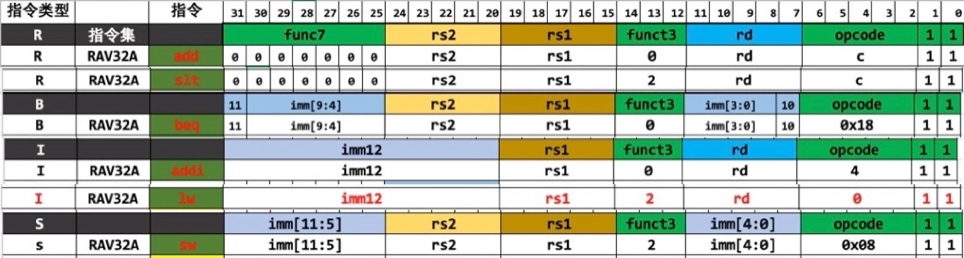 指令类型 指令 31 30 29 28 27 26 25 24 23 22 21 20 19 18 17 16 15 14 13 12 11 10 9 8 7 6 5 4 3 2 1 0
R 指令集 func7 rs2 rs1 funct3 rd opcode 1 1
R RAV32A add 0 0 0 0 0 0 0 rs2 rs1 0 rd c 1 1
R RAV32A slt 0 0 0 0 0 0 0 rs2 rs1 2 rd c 1 1
B 11 imm[9:4] rs2 rs1 funct3 imm[3:0] 10 opcode 1 1
B RAV32A beq 11 imm[9:4] rs2 rs1 0 imm[3:0] 10 0x18 1 1
I imm12 rs1 funct3 rd opcode 1 1
I RAV32A addi imm12 rs1 0 rd 4 1 1
I RAV32A lw imm12 rs1 2 rd 0 1 1
S imm[11:5] rs2 rs1 funct3 imm[4:0] opcode 1 1
s RAV32A sw imm[11:5] rs2 rs1 2 imm[4:0] 0x08 1 1